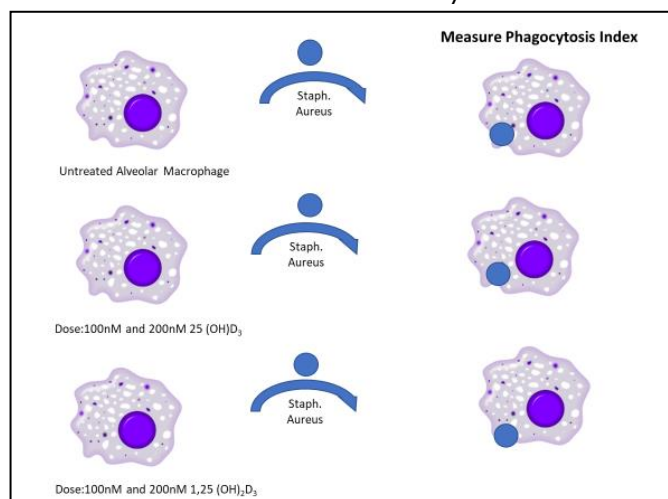 Measure Phagocytosis Index
Staph.
Aureus
Untreated Alveolar Macrophage
Staph.
Aureus
Dose:100nM and 200nM 25 (OH)D₃
Staph.
Aureus
Dose:100nM and 200nM 1,25 (OH)₂D₃